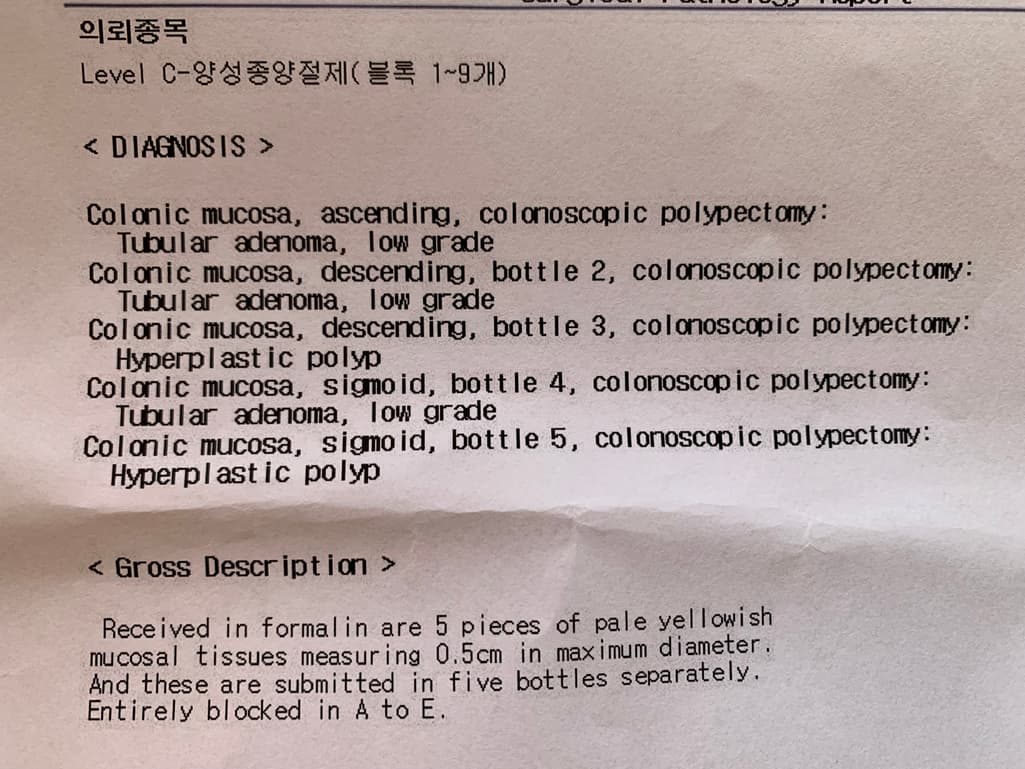 Surgical Pathology Report
의뢰종목
Level C-양성종양절제(블록 1~9개)
< DIAGNOSIS >
Colonic mucosa, ascending, colonoscopic polypectomy:
Tubular adenoma, low grade
Colonic mucosa, descending, bottle 2, colonoscopic polypectomy:
Tubular adenoma, low grade
Colonic mucosa, descending, bottle 3, colonoscopic polypectomy:
Hyperplastic polyp
Colonic mucosa, sigmoid, bottle 4, colonoscopic polypectomy:
Tubular adenoma, low grade
Colonic mucosa, sigmoid, bottle 5, colonoscopic polypectomy:
Hyperplastic polyp
< Gross Description >
Received in formalin are 5 pieces of pale yellowish
mucosal tissues measuring 0.5cm in maximum diameter.
And these are submitted in five bottles separately.
Entirely blocked in A to E.